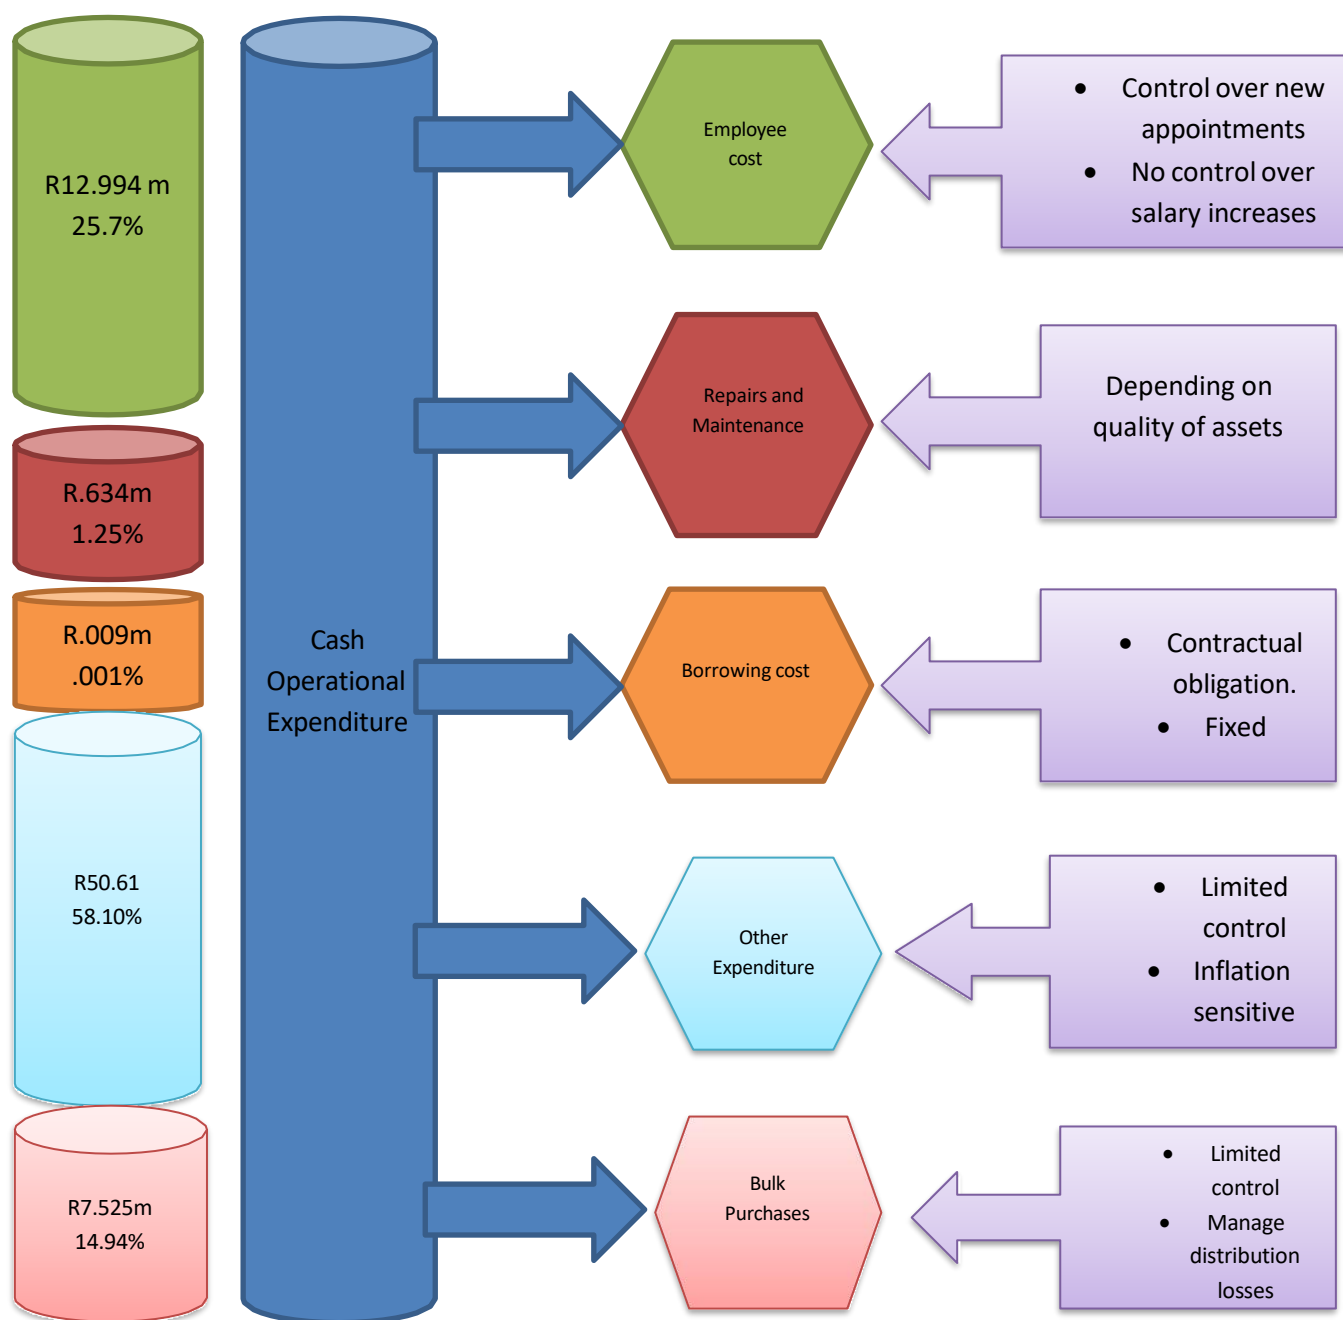 R12.994 m
25.7%
R.634m
1.25%
R.009m
.001%
R50.61
58.10%
R7.525m
14.94%
Cash
Operational
Expenditure
Employee
cost
• Control over new
appointments
• No control over
salary increases
Repairs and
Maintenance
Depending on
quality of assets
Borrowing cost
• Contractual
obligation.
• Fixed
Other
Expenditure
• Limited
control
• Inflation
sensitive
Bulk
Purchases
• Limited
control
• Manage
distribution
losses